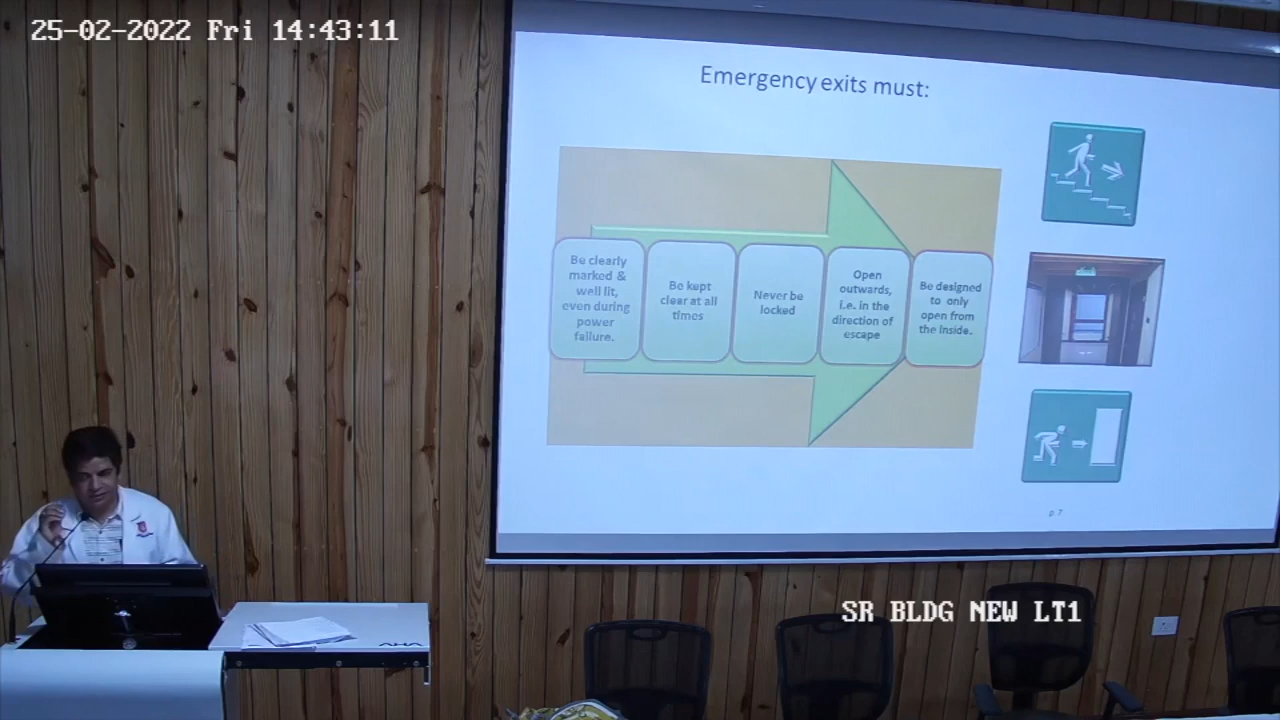 25-02-2022 Fri 14:43:11
Emergency exits must:
Be clearly
marked &
well lit,
even during
power
failure.
Be kept
clear at all
times
Never be
locked
Open
outwards,
i.e. in the
direction of
escape
Be designed
to only
open from
the inside.
p 7
SR BLDG NEW LT1